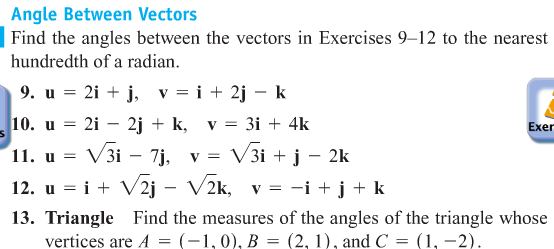 Angle Between Vectors
Find the angles between the vectors in Exercises 9–12 to the nearest
hundredth of a radian.
9. u = 2i + j, v = i + 2j − k
10. u = 2i − 2j + k, v = 3i + 4k
11. u = √3i − 7j, v = √3i + j − 2k
12. u = i + √2j − √2k, v = −i + j + k
13. Triangle Find the measures of the angles of the triangle whose
vertices are A = (−1, 0), B = (2, 1), and C = (1, −2).
s
Exer